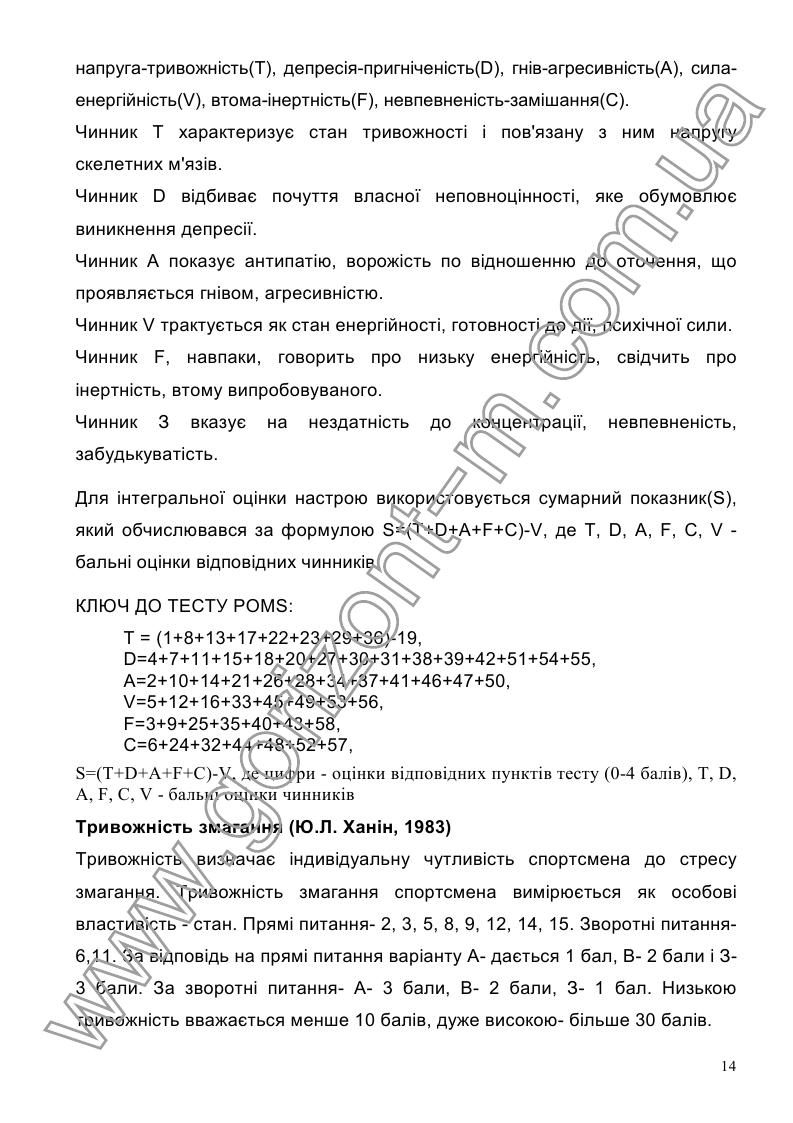 напруга-тривожність(Т), депресія-пригніченість(D), гнів-агресивність(А), сила-
енергійність(V), втома-інертність(F), невпевненість-замішання(С).
Чинник Т характеризує стан тривожності і пов'язану з ним напругу
скелетних м'язів.
Чинник D відбиває почуття власної неповноцінності, яке обумовлює
виникнення депресії.
Чинник А показує антипатію, ворожість по відношенню до оточення, що
проявляється гнівом, агресивністю.
Чинник V трактується як стан енергійності, готовності до дії, психічної сили.
Чинник F, навпаки, говорить про низьку енергійність, свідчить про
інертність, втому випробовуваного.
Чинник З вказує на нездатність до концентрації, невпевненість,
забудькуватість.
Для інтегральної оцінки настрою використовується сумарний показник(S),
який обчислювався за формулою S=(T+D+A+F+C)-V, де T, D, A, F, C, V -
бальні оцінки відповідних чинників
КЛЮЧ ДО ТЕСТУ POMS:
T = (1+8+13+17+22+23+29+36)-19,
D=4+7+11+15+18+20+27+30+31+38+39+42+51+54+55,
A=2+10+14+21+26+28+34+37+41+46+47+50,
V=5+12+16+33+45+49+53+56,
F=3+9+25+35+40+43+58,
C=6+24+32+44+48+52+57,
S=(T+D+A+F+C)-V, де цифри - оцінки відповідних пунктів тесту (0-4 балів), T, D,
A, F, C, V - бальні оцінки чинників
Тривожність змагання (Ю.Л. Ханін, 1983)
Тривожність визначає індивідуальну чутливість спортсмена до стресу
змагання. Тривожність змагання спортсмена вимірюється як особові
властивість - стан. Прямі питання- 2, 3, 5, 8, 9, 12, 14, 15. Зворотні питання-
6,11. За відповідь на прямі питання варіанту А- дається 1 бал, В- 2 бали і З-
3 бали. За зворотні питання- А- 3 бали, В- 2 бали, З- 1 бал. Низькою
тривожність вважається менше 10 балів, дуже високою- більше 30 балів.
14
www.gorizont-m.com.ua